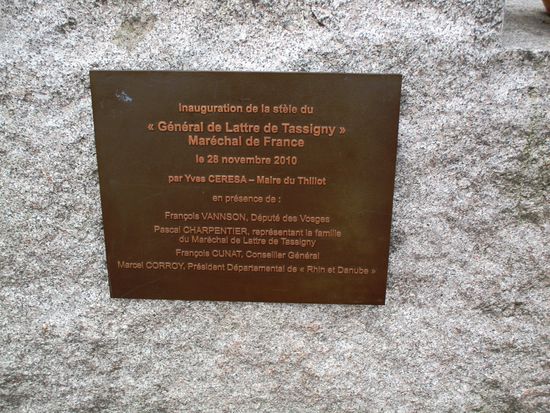 Inauguration de la stèle du
« Général de Lattre de Tassigny »
Maréchal de France
le 28 novembre 2010
par Yves CERESA – Maire du Thillot
en présence de :
François VANNSON, Député des Vosges
Pascal CHARPENTIER, représentant la famille
du Maréchal de Lattre de Tassigny
François CUNAT, Conseiller Général
Marcel CORROY, Président Départemental de « Rhin et Danube »